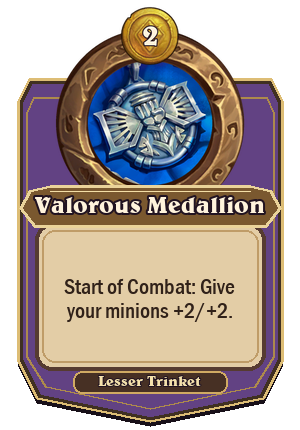 2
Valorous Medallion
Start of Combat: Give
your minions +2/+2.
Lesser Trinket